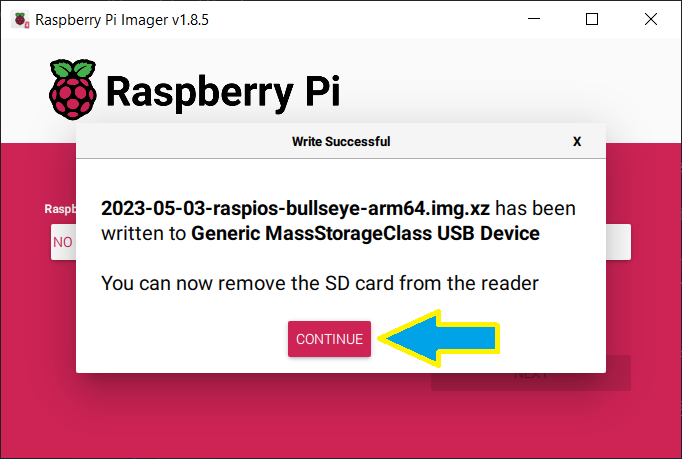 Raspberry Pi Imager v1.8.5
Raspberry Pi
Write Successful
X
Raspb
NO
2023-05-03-raspios-bullseye-arm64.img.xz has been
written to Generic MassStorageClass USB Device
You can now remove the SD card from the reader
CONTINUE
NEXT